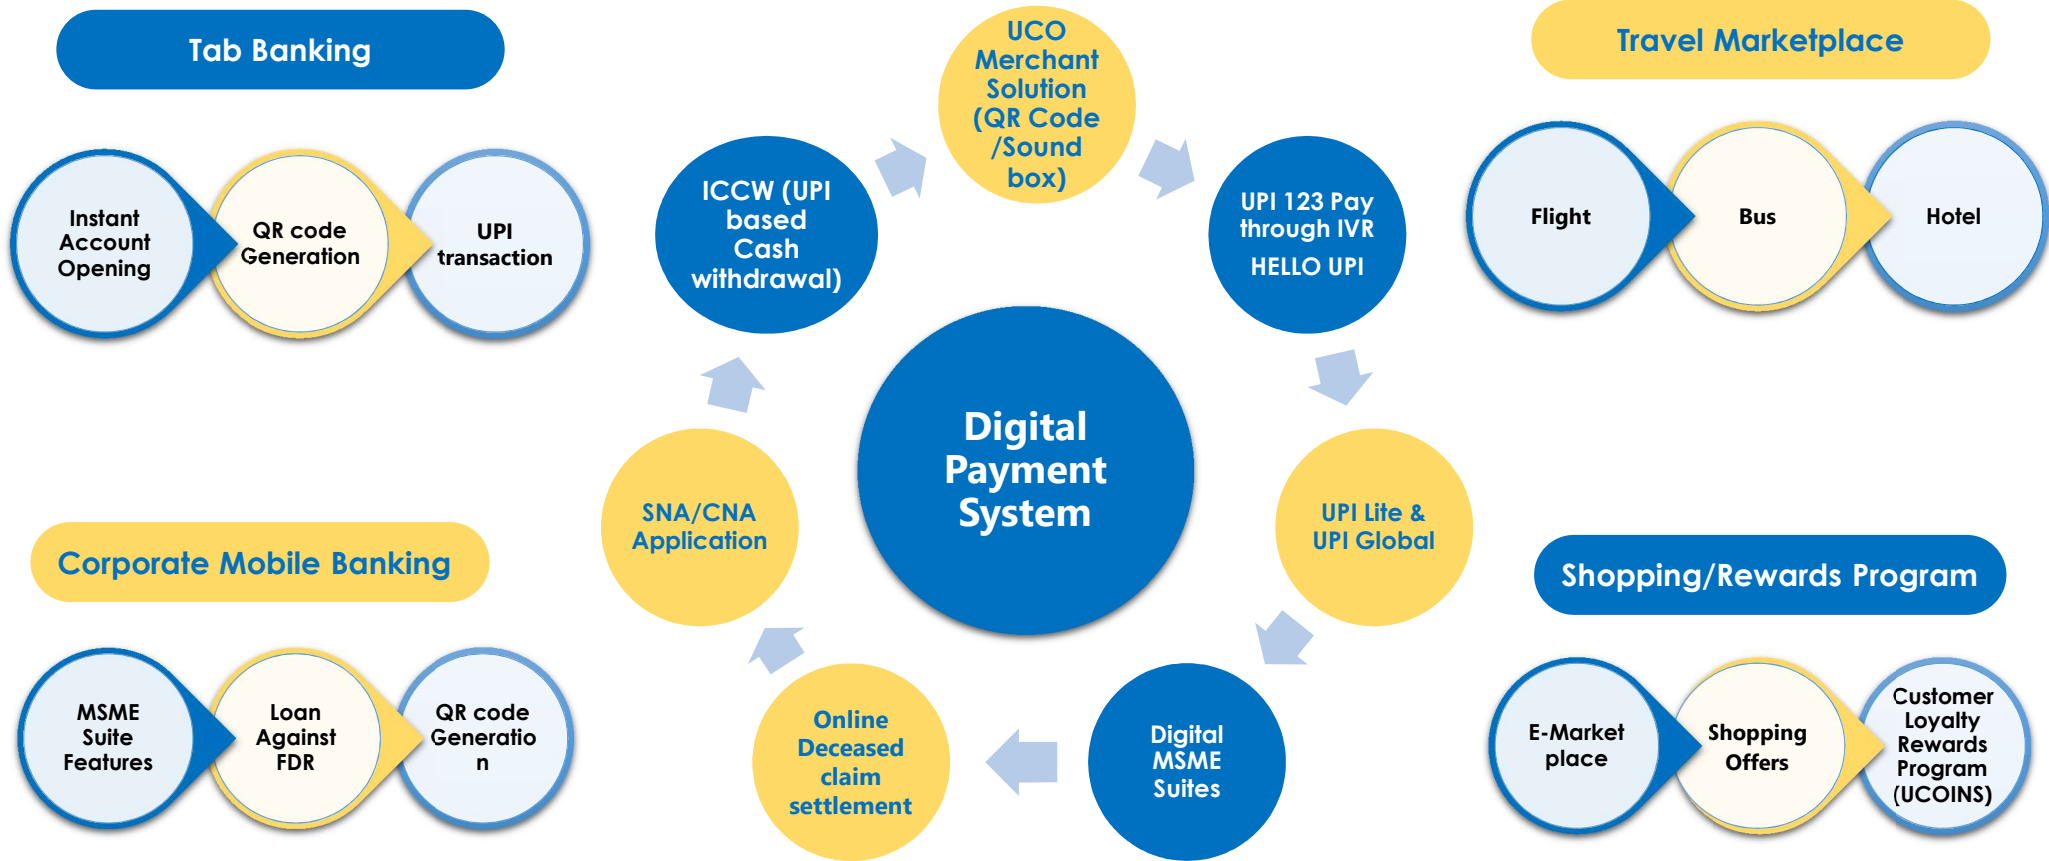 Tab Banking
Instant
Account
Opening
QR code
Generation
UPI
transaction
Corporate Mobile Banking
MSME
Suite
Features
Loan
Against
FDR
QR code
Generatio
n
UCO
Merchant
Solution
(QR Code
/Sound
box)
UPI 123 Pay
through IVR
HELLO UPI
UPI Lite &
UPI Global
Digital
MSME
Suites
Online
Deceased
claim
settlement
SNA/CNA
Application
ICCW (UPI
based
Cash
withdrawal)
Digital
Payment
System
Travel Marketplace
Flight
Bus
Hotel
Shopping/Rewards Program
E-Market
place
Shopping
Offers
Customer
Loyalty
Rewards
Program
(UCOINS)